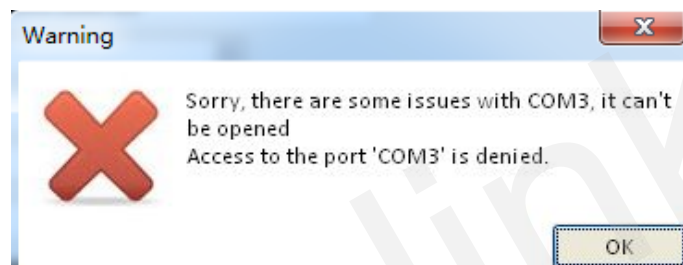 Warning
Sorry, there are some issues with COM3, it can't
be opened
Access to the port 'COM3' is denied.
OK